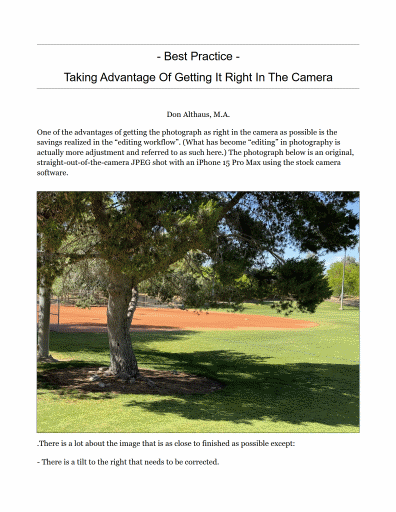 - Best Practice -
Taking Advantage Of Getting It Right In The Camera
Don Althaus, M.A.
One of the advantages of getting the photograph as right in the camera as possible is the
savings realized in the “editing workflow”. (What has become “editing” in photography is
actually more adjustment and referred to as such here.) The photograph below is an original,
straight-out-of-the-camera JPEG shot with an iPhone 15 Pro Max using the stock camera
software.
.There is a lot about the image that is as close to finished as possible except:
- There is a tilt to the right that needs to be corrected.